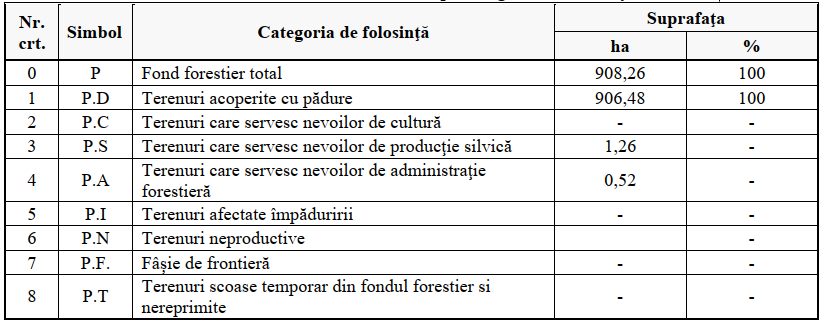 Nr. crt. Simbol Categoria de folosință Suprafața
ha %
0 P Fond forestier total 908,26 100
1 P.D Terenuri acoperite cu pădure 906,48 100
2 P.C Terenuri care servesc nevoilor de cultură - -
3 P.S Terenuri care servesc nevoilor de producție silvică 1,26 -
4 P.A Terenuri care servesc nevoilor de administrație forestieră 0,52 -
5 P.I Terenuri afectate împăduririi - -
6 P.N Terenuri neproductive -
7 P.F. Fâșie de frontieră - -
8 P.T Terenuri scoase temporar din fondul forestier si nereprimite - -